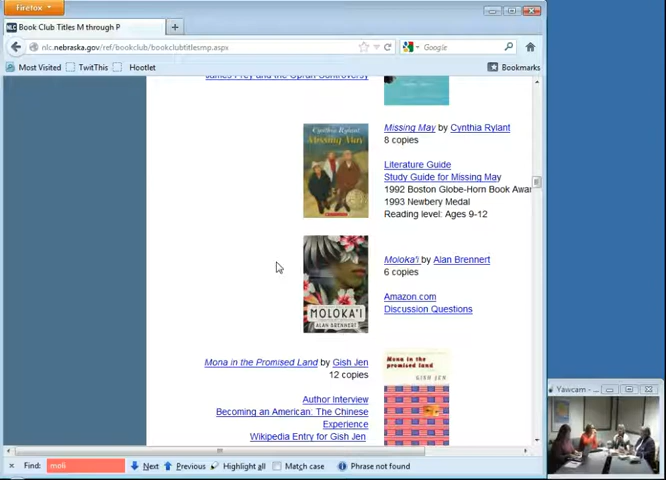 Firefox
Book Club Titles M through P
nlc.nebraska.gov/ref/bookclub/bookclubtitlesmp.aspx
Google
Most Visited
TwitThis
Hootlet
Bookmarks
James Frey and the Oprah Controversy
Cynthia Rylant
Missing May
Missing May by Cynthia Rylant
8 copies
Literature Guide
Study Guide for Missing May
1992 Boston Globe-Horn Book Awar
1993 Newbery Medal
Reading level: Ages 9-12
MOLOKA'I
ALAN BRENNERT
Moloka'i by Alan Brennert
6 copies
Amazon.com
Discussion Questions
Mona in the Promised Land by Gish Jen
12 copies
Author Interview
Becoming an American: The Chinese
Experience
Wikipedia Entry for Gish Jen
Mona in the
promised land
GISH JEN
Yawcam - ...
Find:
moli
Next
Previous
Highlight all
Match case
Phrase not found